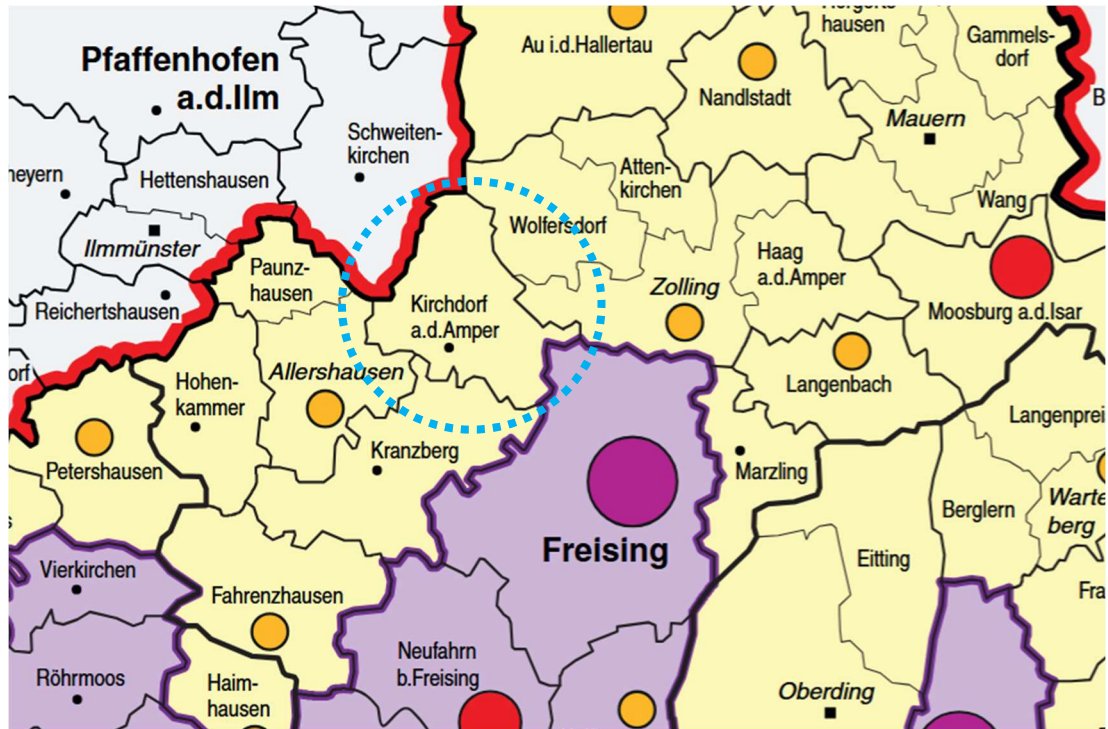 Pfaffenhofen
a.d.Ilm
Au i.d.Hallertau
hausen
Gammels-
dorf
Nandlstadt
Mauern
B
Schweiten-
kirchen
Hettenshausen
Atten-
kirchen
Wang
Wolfersdorf
Ilmmünster
Paunz-
hausen
Haag
a.d.Amper
Zolling
Reichertshausen
Kirchdorf
a.d.Amper
Moosburg a.d.Isar
Allershausen
Hohen-
kammer
Langenbach
Langenprei
Kranzberg
Petershausen
Marzling
Berglern
Warte
berg
Freising
Eitting
Vierkirchen
Fahrenzhausen
Fra
Neufahrn
b.Freising
Röhrmoos
Haim-
hausen
Oberding